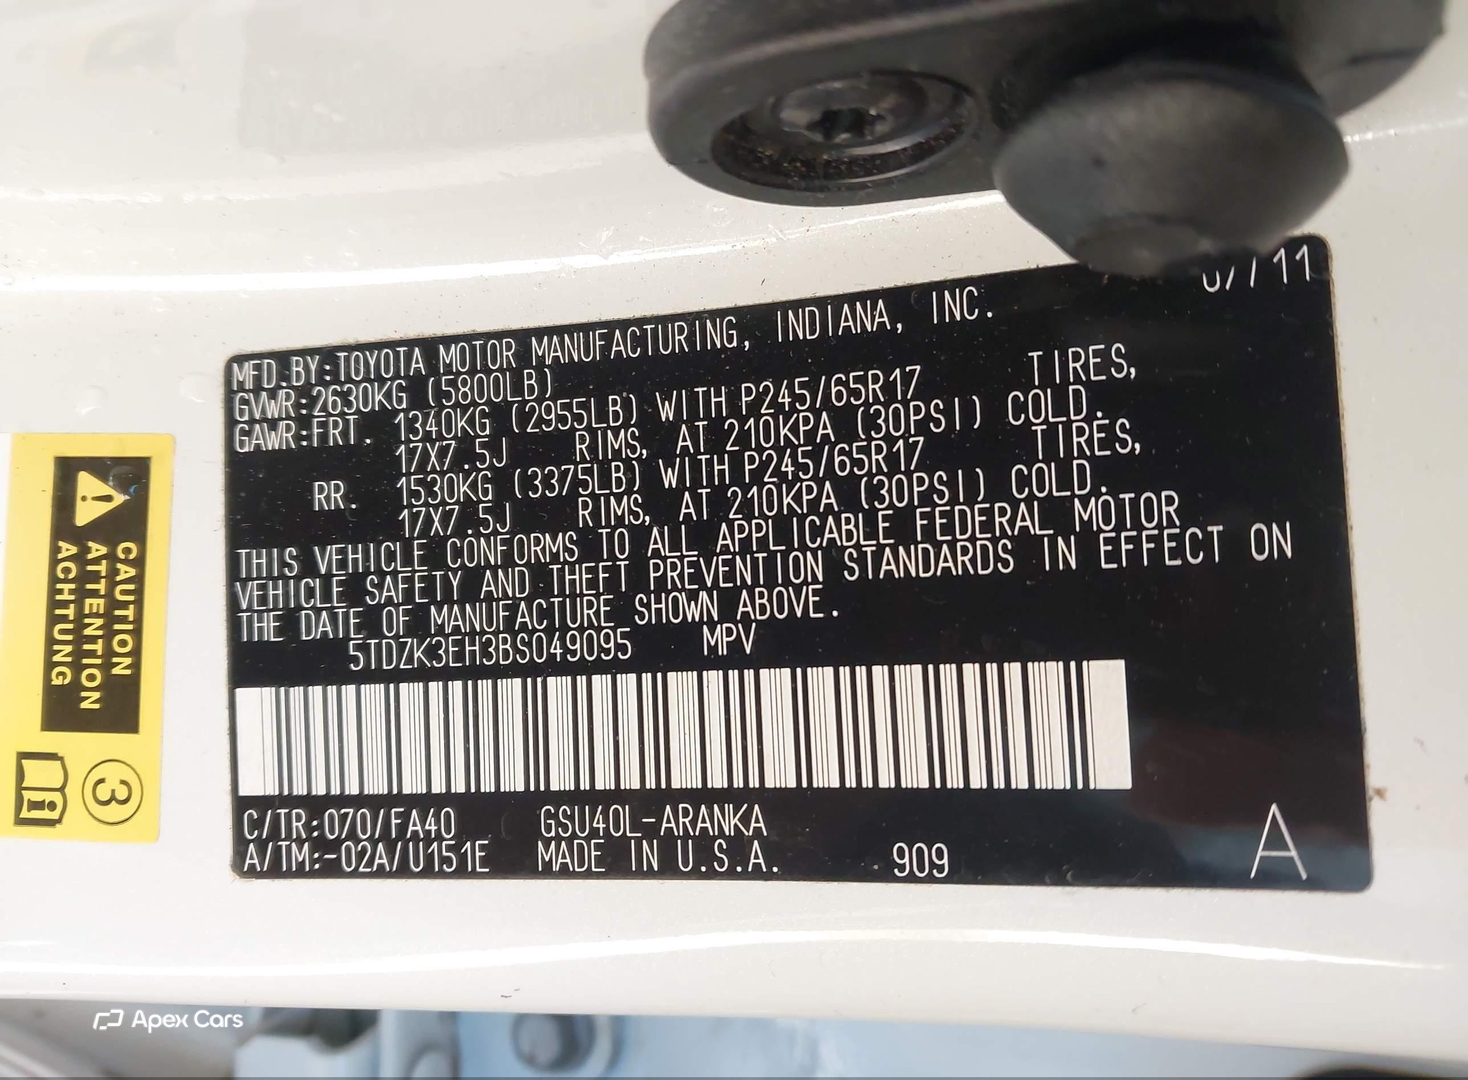 07/11
MFD.BY:TOYOTA MOTOR MANUFACTURING, INDIANA, INC.
GVWR:2630KG (5800LB)
GAWR:FRT. 1340KG (2955LB) WITH P245/65R17 TIRES,
17X7.5J RIMS, AT 210KPA (30PSI) COLD.
RR. 1530KG (3375LB) WITH P245/65R17 TIRES,
17X7.5J RIMS, AT 210KPA (30PSI) COLD.
THIS VEHICLE CONFORMS TO ALL APPLICABLE FEDERAL MOTOR
VEHICLE SAFETY AND THEFT PREVENTION STANDARDS IN EFFECT ON
THE DATE OF MANUFACTURE SHOWN ABOVE.
5TDZK3EH3BS049095 MPV
C/TR:070/FA40 GSU40L-ARANKA
A/TM:-02A/U151E MADE IN U.S.A. 909 A
CAUTION
ATTENTION
ACHTUNG
3
Apex Cars